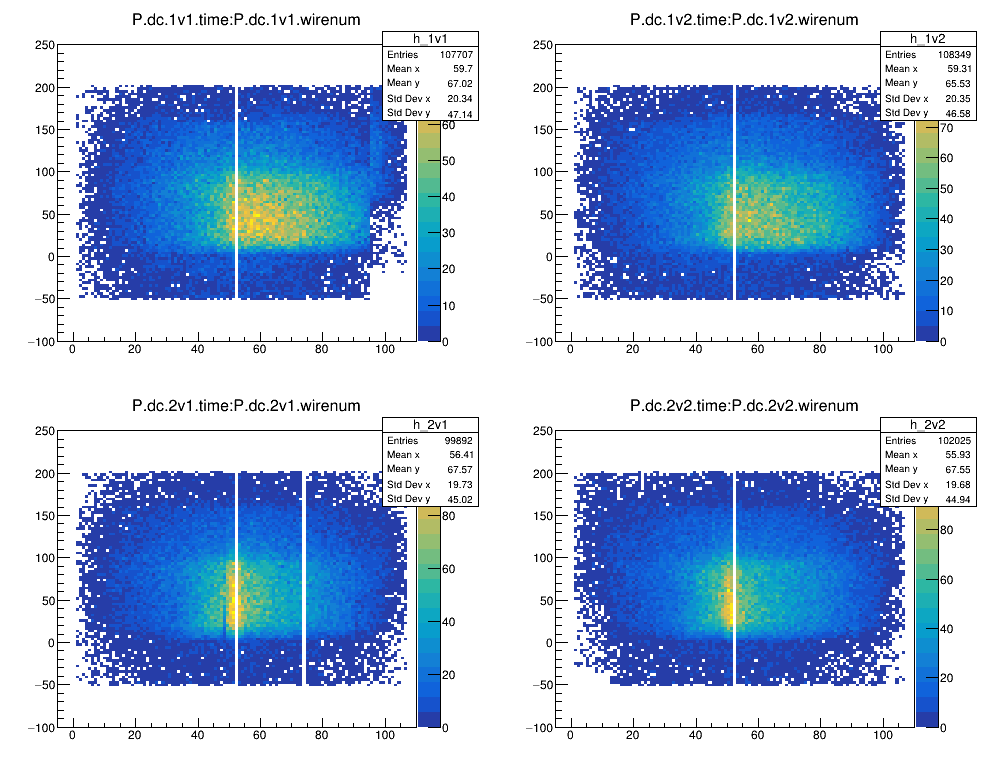 P.dc.1v1.time:P.dc.1v1.wirenum
h_1v1
Entries 107707
Mean x 59.7
Mean y 67.02
Std Dev x 20.34
Std Dev y 47.14
250
200
150
100
50
0
−50
−100
0 20 40 60 80 100
60
50
40
30
20
10
0
P.dc.1v2.time:P.dc.1v2.wirenum
h_1v2
Entries 108349
Mean x 59.31
Mean y 65.53
Std Dev x 20.35
Std Dev y 46.58
250
200
150
100
50
0
−50
−100
0 20 40 60 80 100
70
60
50
40
30
20
10
0
P.dc.2v1.time:P.dc.2v1.wirenum
h_2v1
Entries 99892
Mean x 56.41
Mean y 67.57
Std Dev x 19.73
Std Dev y 45.02
250
200
150
100
50
0
−50
−100
0 20 40 60 80 100
80
60
40
20
0
P.dc.2v2.time:P.dc.2v2.wirenum
h_2v2
Entries 102025
Mean x 55.93
Mean y 67.55
Std Dev x 19.68
Std Dev y 44.94
250
200
150
100
50
0
−50
−100
0 20 40 60 80 100
80
60
40
20
0